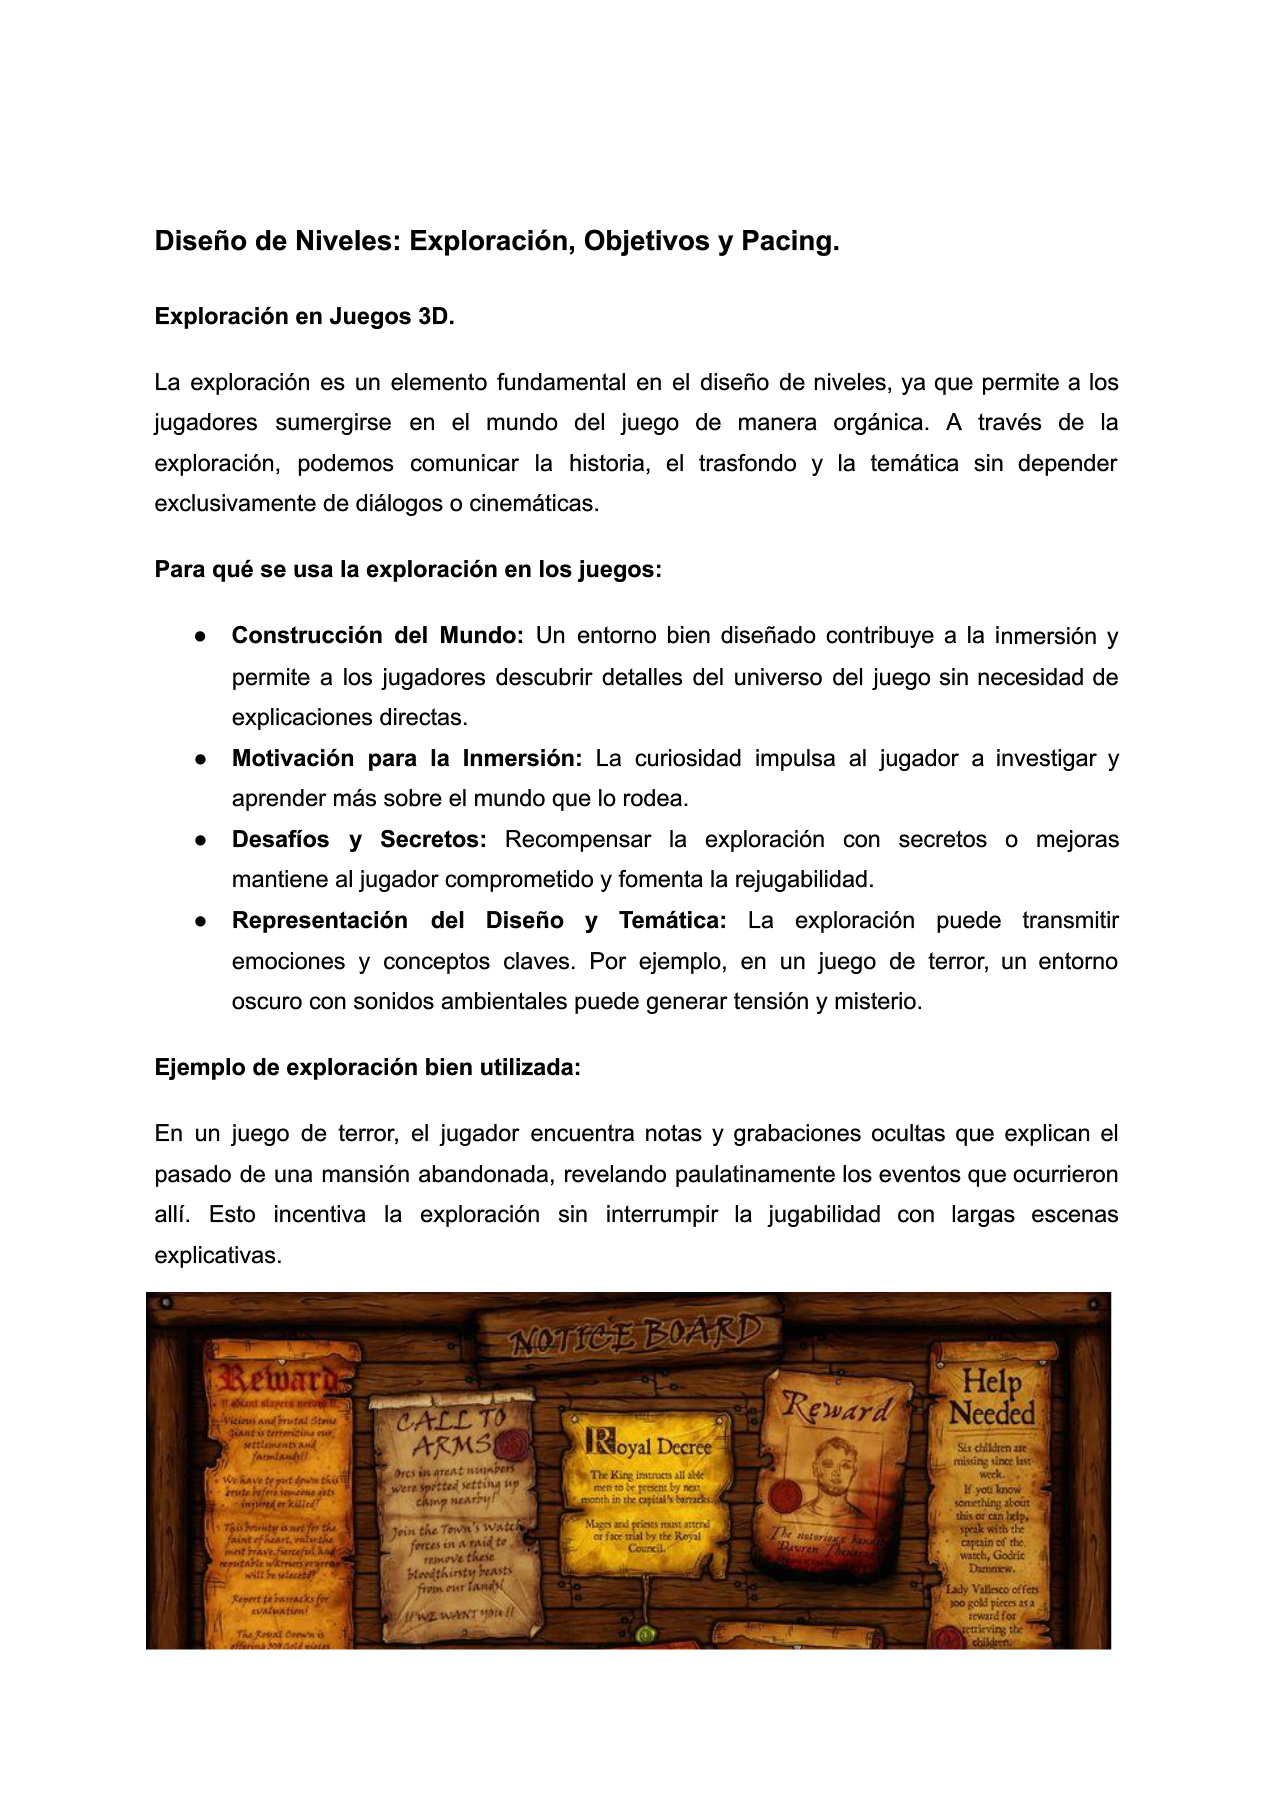 Diseño de Niveles: Exploración, Objetivos y Pacing.
Exploración en Juegos 3D.
La exploración es un elemento fundamental en el diseño de niveles, ya que permite a los
jugadores sumergirse en el mundo del juego de manera orgánica. A través de la
exploración, podemos comunicar la historia, el trasfondo y la temática sin depender
exclusivamente de diálogos o cinemáticas.
Para qué se usa la exploración en los juegos:
● Construcción del Mundo: Un entorno bien diseñado contribuye a la inmersión y
permite a los jugadores descubrir detalles del universo del juego sin necesidad de
explicaciones directas.
● Motivación para la Inmersión: La curiosidad impulsa al jugador a investigar y
aprender más sobre el mundo que lo rodea.
● Desafíos y Secretos: Recompensar la exploración con secretos o mejoras
mantiene al jugador comprometido y fomenta la rejugabilidad.
● Representación del Diseño y Temática: La exploración puede transmitir
emociones y conceptos claves. Por ejemplo, en un juego de terror, un entorno
oscuro con sonidos ambientales puede generar tensión y misterio.
Ejemplo de exploración bien utilizada:
En un juego de terror, el jugador encuentra notas y grabaciones ocultas que explican el
pasado de una mansión abandonada, revelando paulatinamente los eventos que ocurrieron
allí. Esto incentiva la exploración sin interrumpir la jugabilidad con largas escenas
explicativas.
NOTICE BOARD
Reward
Vicious and brutal Stone
Giant is terrorizing our
settlements and
farmlands!!
We have to put down this
brute before someone gets
injured or killed!
This bounty is not for the
faint of heart, only the
most brave, fierceful and
reputable warriors
will be selected!
Report to barracks for
evaluation!
The Royal Crown is
CALL TO
ARMS
Orcs in great numbers
were spotted setting up
camp nearby!
Join the Town's Watch
forces in a raid to
remove these
bloodthirsty beasts
from our lands!
WE WANT YOU!!
Royal Decree
The King instructs all able
men to be present by next
month in the capital's barracks.
Mages and priests must attend
or face trial by the Royal
Council.
Reward
The notorious
Help
Needed
Six children are
missing since last
week.
If you know
something about
this or can help,
speak with the
captain of the
watch, Godric
Dammew.
Lady Vallesco offers
300 gold pieces as a
reward for
retrieving the
children.